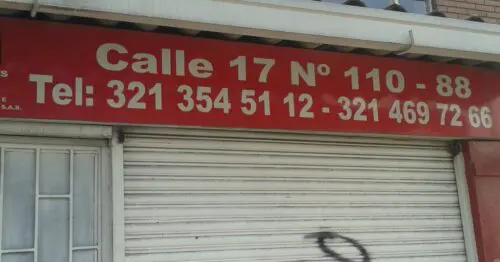 Calle 17 Nº 110 - 88
S
Tel: 321 354 51 12 - 321 469 72 66
E
S.A.S.